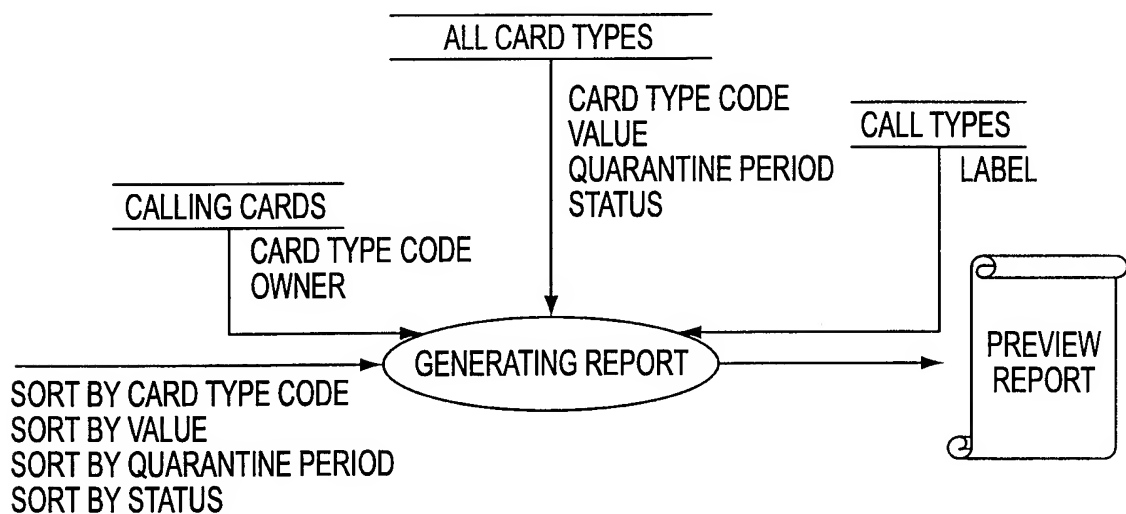 ALL CARD TYPES
CARD TYPE CODE
VALUE
QUARANTINE PERIOD
STATUS
CALL TYPES
LABEL
CALLING CARDS
CARD TYPE CODE
OWNER
GENERATING REPORT
PREVIEW
REPORT
SORT BY CARD TYPE CODE
SORT BY VALUE
SORT BY QUARANTINE PERIOD
SORT BY STATUS